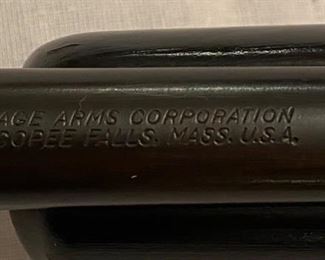 AGE ARMS CORPORATION
COPEE FALLS, MASS. U.S.A.